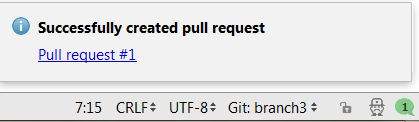 Successfully created pull request
Pull request #1
7:15 CRLF UTF-8 Git: branch3 1